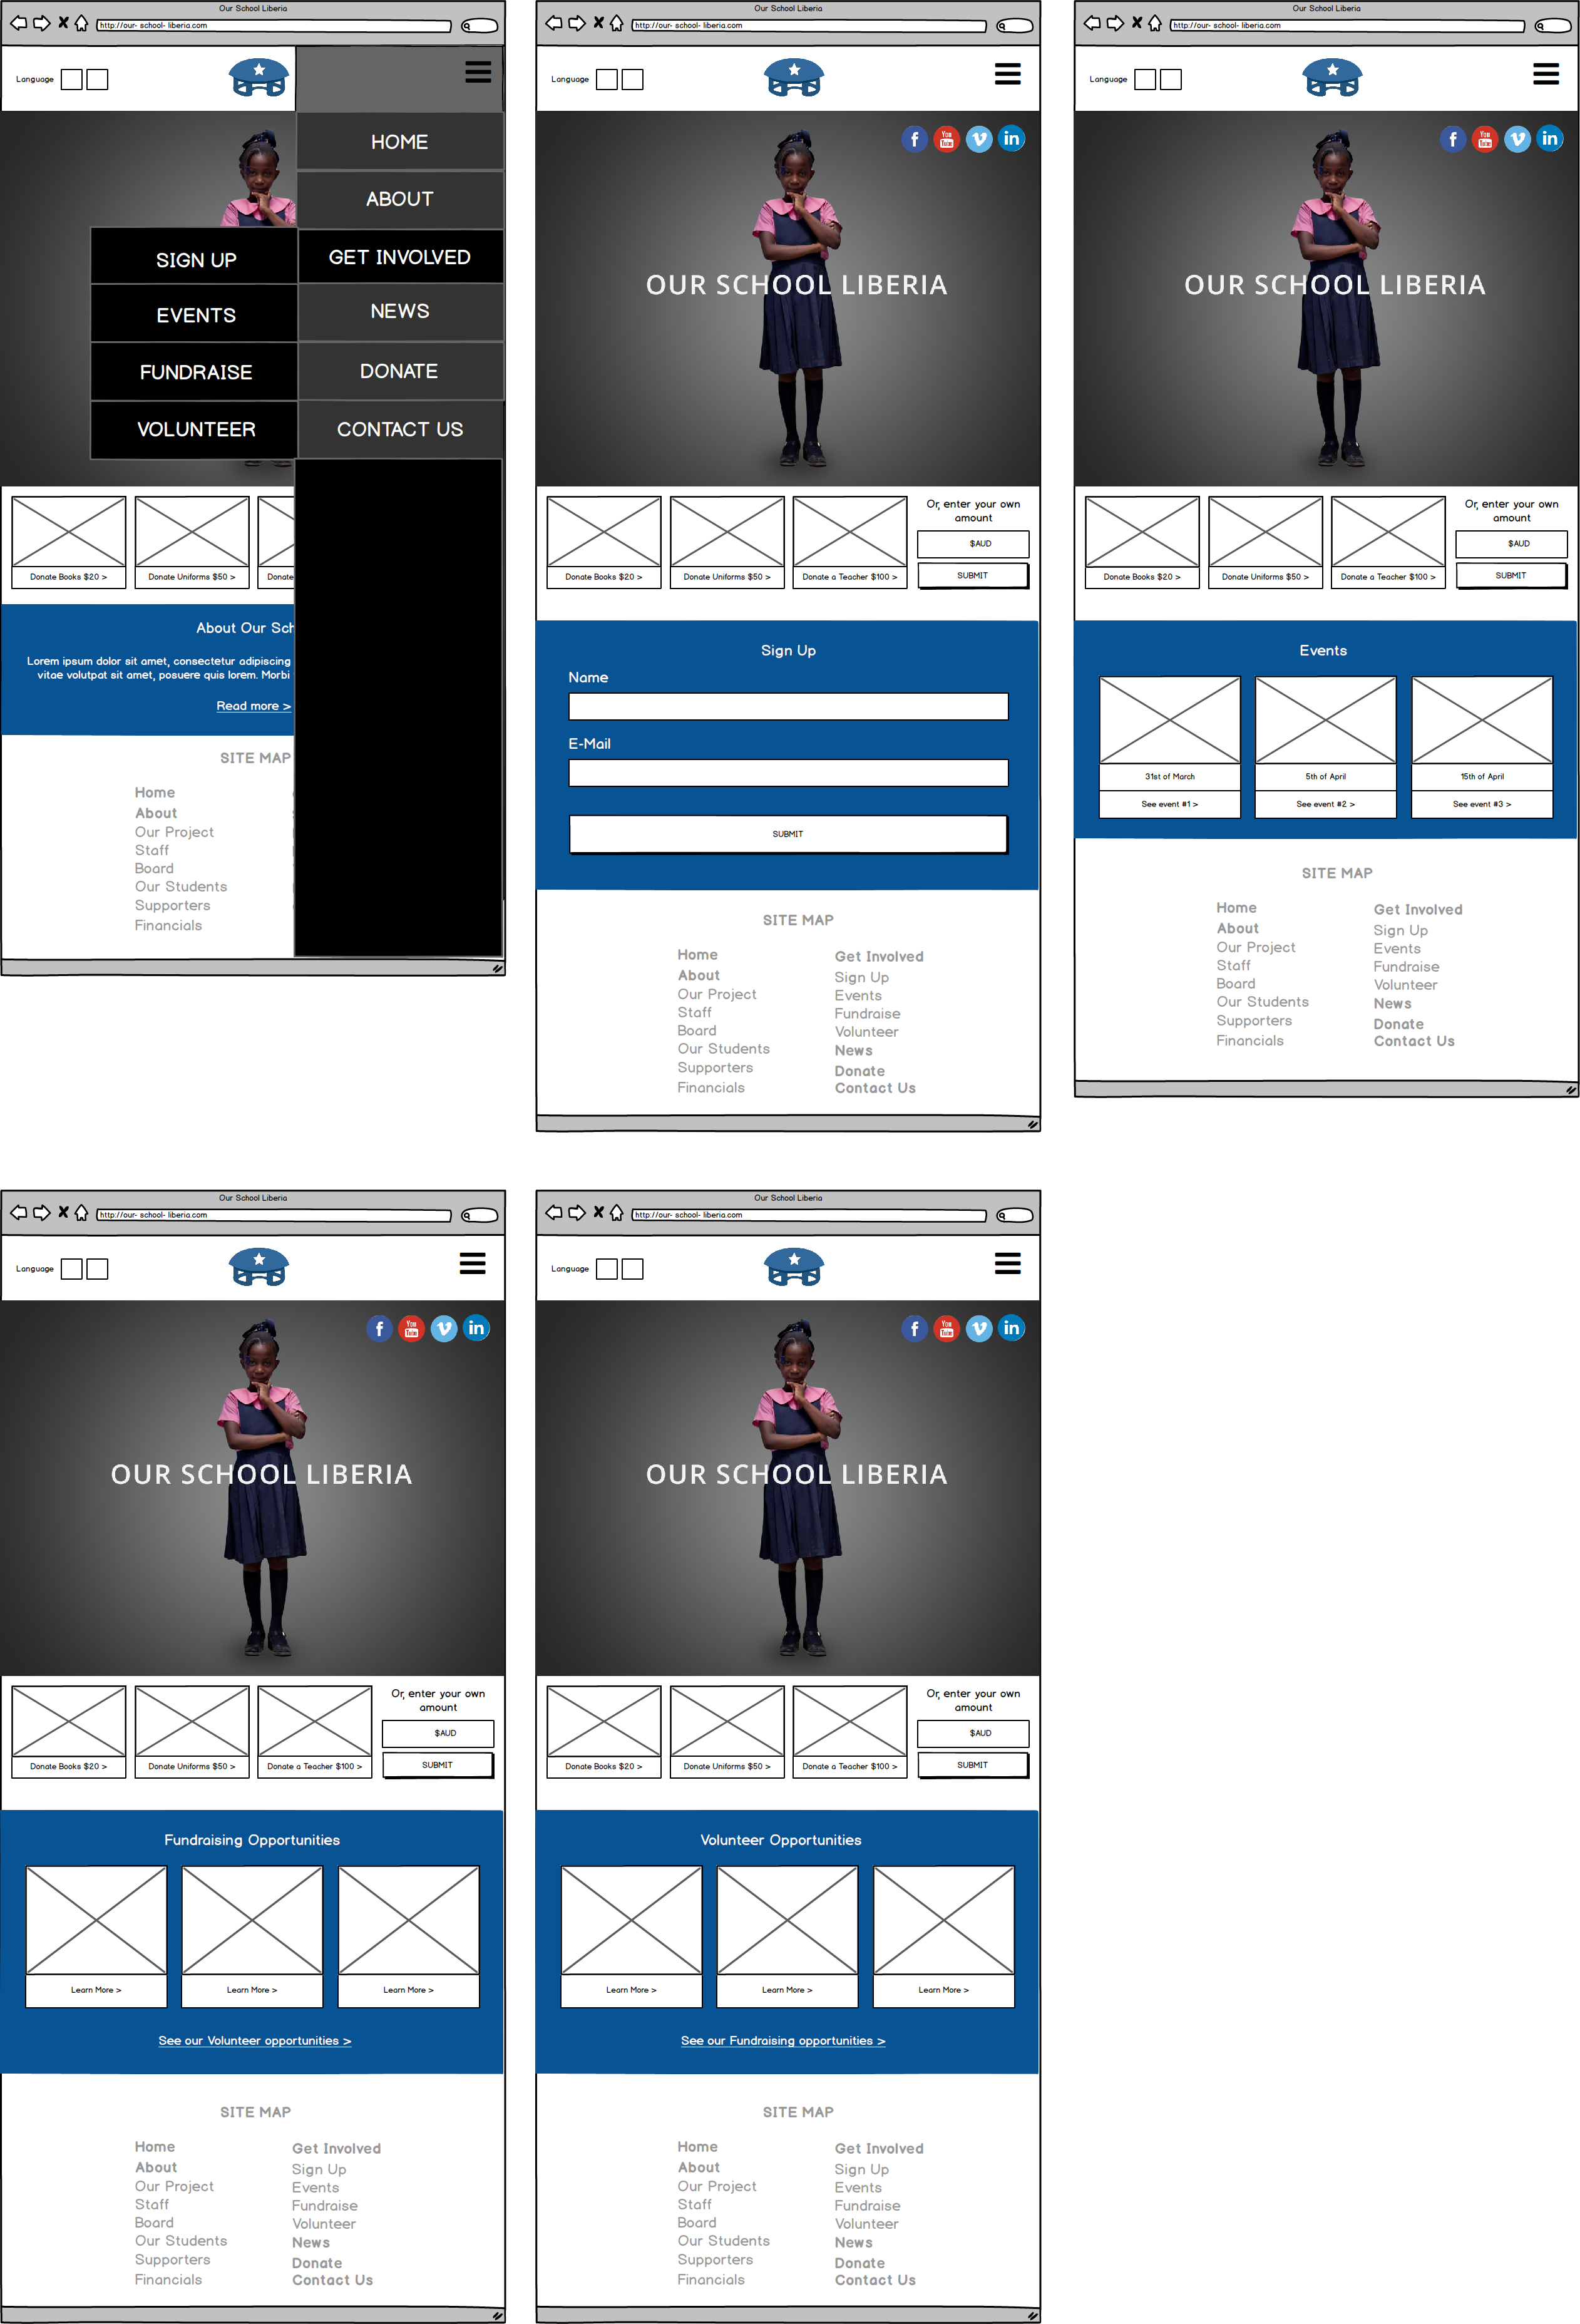 Our School Liberia
http://our- school- liberia.com
Language
HOME
ABOUT
GET INVOLVED
NEWS
DONATE
CONTACT US
SIGN UP
EVENTS
FUNDRAISE
VOLUNTEER
Donate Books $20 >
Donate Uniforms $50 >
Donate
About Our Sch
Lorem ipsum dolor sit amet, consectetur adipiscing
vitae volutpat sit amet, posuere quis lorem. Morbi
Read more >
SITE MAP
Home
About
Our Project
Staff
Board
Our Students
Supporters
Financials
Our School Liberia
http://our- school- liberia.com
Language
f
You
Tube
in
OUR SCHOOL LIBERIA
Donate Books $20 >
Donate Uniforms $50 >
Donate a Teacher $100 >
Or, enter your own
amount
$AUD
SUBMIT
Sign Up
Name
E-Mail
SUBMIT
SITE MAP
Home
About
Our Project
Staff
Board
Our Students
Supporters
Financials
Get Involved
Sign Up
Events
Fundraise
Volunteer
News
Donate
Contact Us
Our School Liberia
http://our- school- liberia.com
Language
f
You
Tube
in
OUR SCHOOL LIBERIA
Donate Books $20 >
Donate Uniforms $50 >
Donate a Teacher $100 >
Or, enter your own
amount
$AUD
SUBMIT
Events
31st of March
See event #1 >
5th of April
See event #2 >
15th of April
See event #3 >
SITE MAP
Home
About
Our Project
Staff
Board
Our Students
Supporters
Financials
Get Involved
Sign Up
Events
Fundraise
Volunteer
News
Donate
Contact Us
Our School Liberia
http://our- school- liberia.com
Language
f
You
Tube
in
OUR SCHOOL LIBERIA
Donate Books $20 >
Donate Uniforms $50 >
Donate a Teacher $100 >
Or, enter your own
amount
$AUD
SUBMIT
Fundraising Opportunities
Learn More >
Learn More >
Learn More >
See our Volunteer opportunities >
SITE MAP
Home
About
Our Project
Staff
Board
Our Students
Supporters
Financials
Get Involved
Sign Up
Events
Fundraise
Volunteer
News
Donate
Contact Us
Our School Liberia
http://our- school- liberia.com
Language
f
You
Tube
in
OUR SCHOOL LIBERIA
Donate Books $20 >
Donate Uniforms $50 >
Donate a Teacher $100 >
Or, enter your own
amount
$AUD
SUBMIT
Volunteer Opportunities
Learn More >
Learn More >
Learn More >
See our Fundraising opportunities >
SITE MAP
Home
About
Our Project
Staff
Board
Our Students
Supporters
Financials
Get Involved
Sign Up
Events
Fundraise
Volunteer
News
Donate
Contact Us